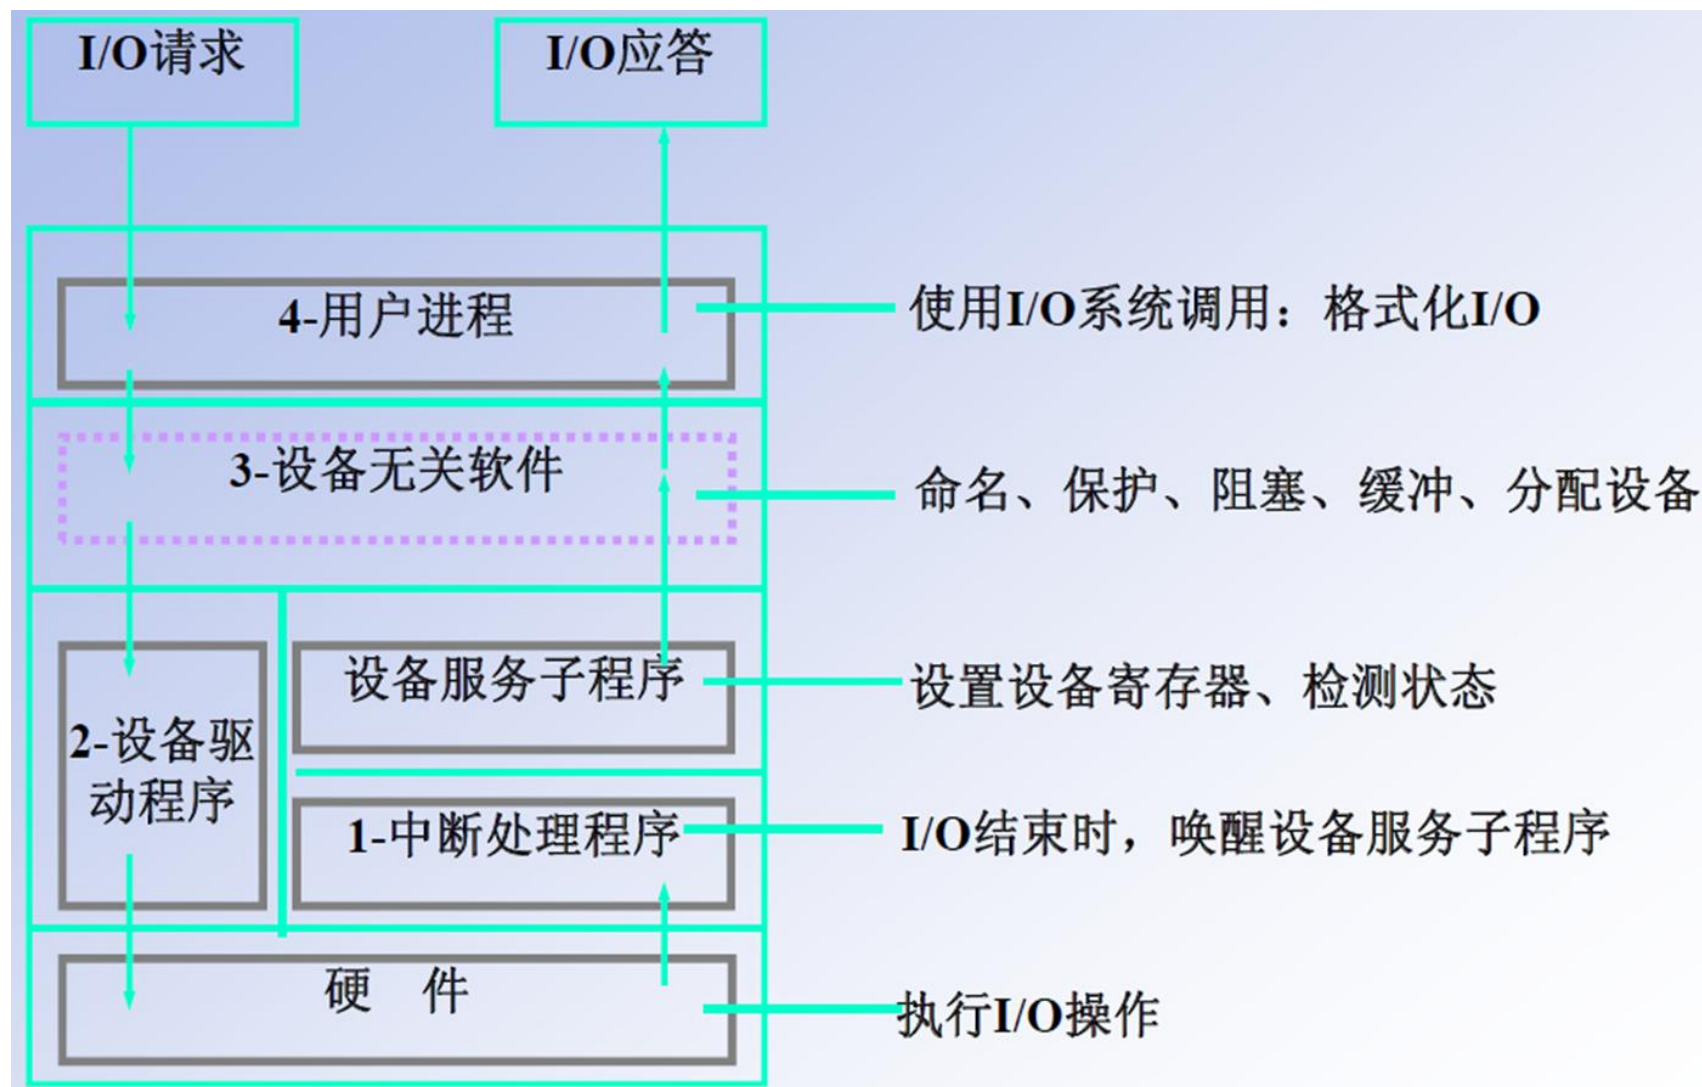 I/O请求
I/O应答
4-用户进程
使用I/O系统调用：格式化I/O
3-设备无关软件
命名、保护、阻塞、缓冲、分配设备
设备服务子程序
设置设备寄存器、检测状态
2-设备驱
动程序
1-中断处理程序
I/O结束时，唤醒设备服务子程序
硬 件
执行I/O操作